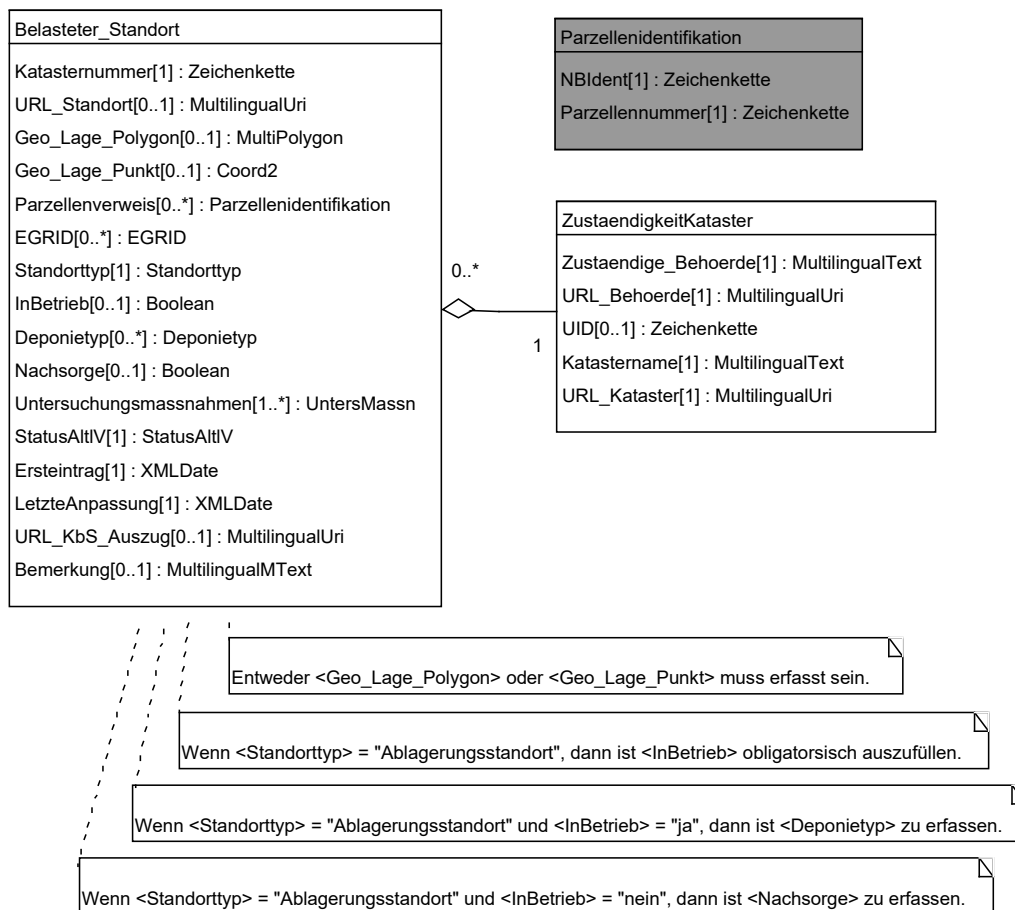 Belasteter_Standort
Katasternummer[1] : Zeichenkette
URL_Standort[0..1] : MultilingualUri
Geo_Lage_Polygon[0..1] : MultiPolygon
Geo_Lage_Punkt[0..1] : Coord2
Parzellenverweis[0..*] : Parzellenidentifikation
EGRID[0..*] : EGRID
Standorttyp[1] : Standorttyp
InBetrieb[0..1] : Boolean
Deponietyp[0..*] : Deponietyp
Nachsorge[0..1] : Boolean
Untersuchungsmassnahmen[1..*] : UntersMassn
StatusAltlV[1] : StatusAltlV
Ersteintrag[1] : XMLDate
LetzteAnpassung[1] : XMLDate
URL_KbS_Auszug[0..1] : MultilingualUri
Bemerkung[0..1] : MultilingualMText
Parzellenidentifikation
NBIdent[1] : Zeichenkette
Parzellennummer[1] : Zeichenkette
0..*
1
ZustaendigkeitKataster
Zustaendige_Behoerde[1] : MultilingualText
URL_Behoerde[1] : MultilingualUri
UID[0..1] : Zeichenkette
Katastername[1] : MultilingualText
URL_Kataster[1] : MultilingualUri
Entweder <Geo_Lage_Polygon> oder <Geo_Lage_Punkt> muss erfasst sein.
Wenn <Standorttyp> = "Ablagerungsstandort", dann ist <InBetrieb> obligatorsisch auszufüllen.
Wenn <Standorttyp> = "Ablagerungsstandort" und <InBetrieb> = "ja", dann ist <Deponietyp> zu erfassen.
Wenn <Standorttyp> = "Ablagerungsstandort" und <InBetrieb> = "nein", dann ist <Nachsorge> zu erfassen.